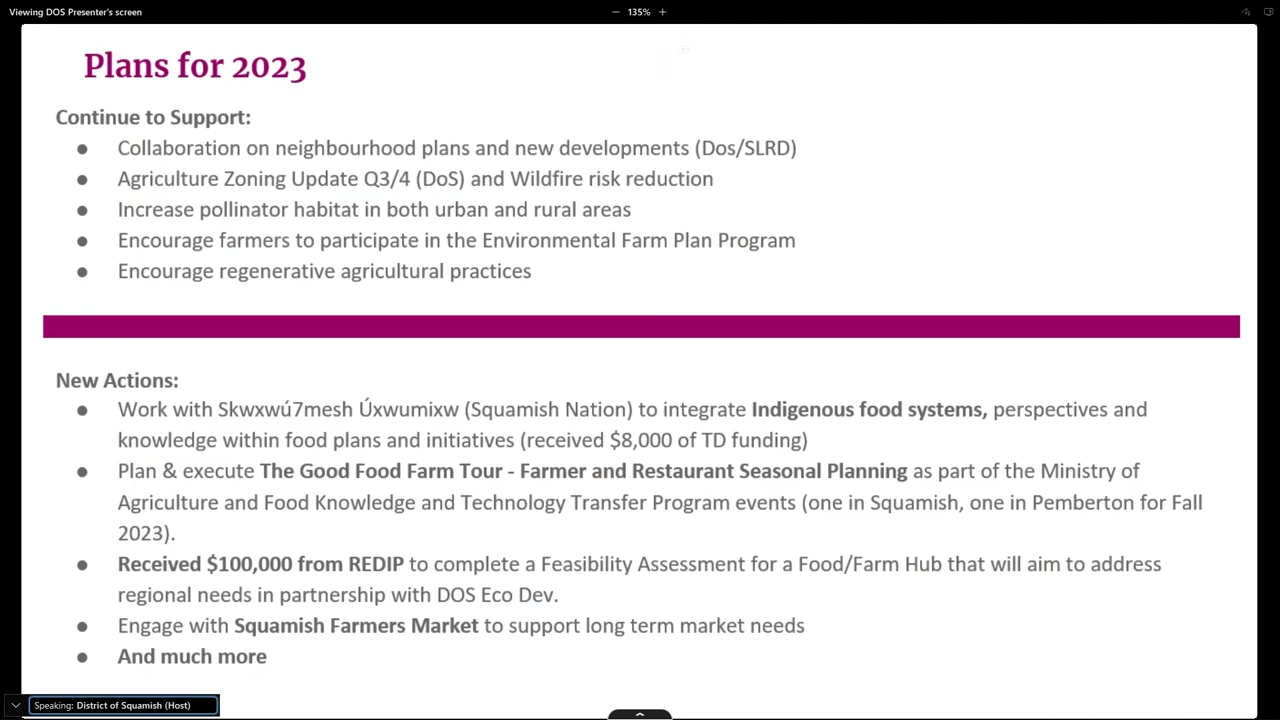 Viewing DOS Presenter's screen
− 135% +
Plans for 2023
Continue to Support:
● Collaboration on neighbourhood plans and new developments (Dos/SLRD)
● Agriculture Zoning Update Q3/4 (DoS) and Wildfire risk reduction
● Increase pollinator habitat in both urban and rural areas
● Encourage farmers to participate in the Environmental Farm Plan Program
● Encourage regenerative agricultural practices
New Actions:
● Work with Skwxwú7mesh Úxwumixw (Squamish Nation) to integrate Indigenous food systems, perspectives and
knowledge within food plans and initiatives (received $8,000 of TD funding)
● Plan & execute The Good Food Farm Tour - Farmer and Restaurant Seasonal Planning as part of the Ministry of
Agriculture and Food Knowledge and Technology Transfer Program events (one in Squamish, one in Pemberton for Fall
2023).
● Received $100,000 from REDIP to complete a Feasibility Assessment for a Food/Farm Hub that will aim to address
regional needs in partnership with DOS Eco Dev.
● Engage with Squamish Farmers Market to support long term market needs
● And much more
Speaking: District of Squamish (Host)